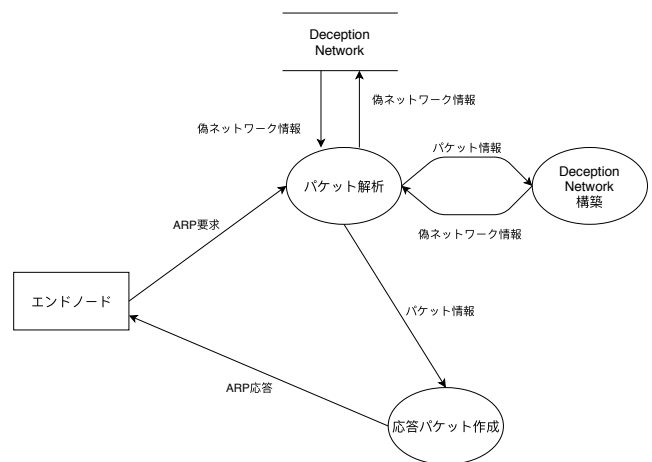 Deception
Network
偽ネットワーク情報
偽ネットワーク情報
パケット情報
パケット解析
Deception
Network
構築
ARP要求
偽ネットワーク情報
エンドノード
パケット情報
ARP応答
応答パケット作成